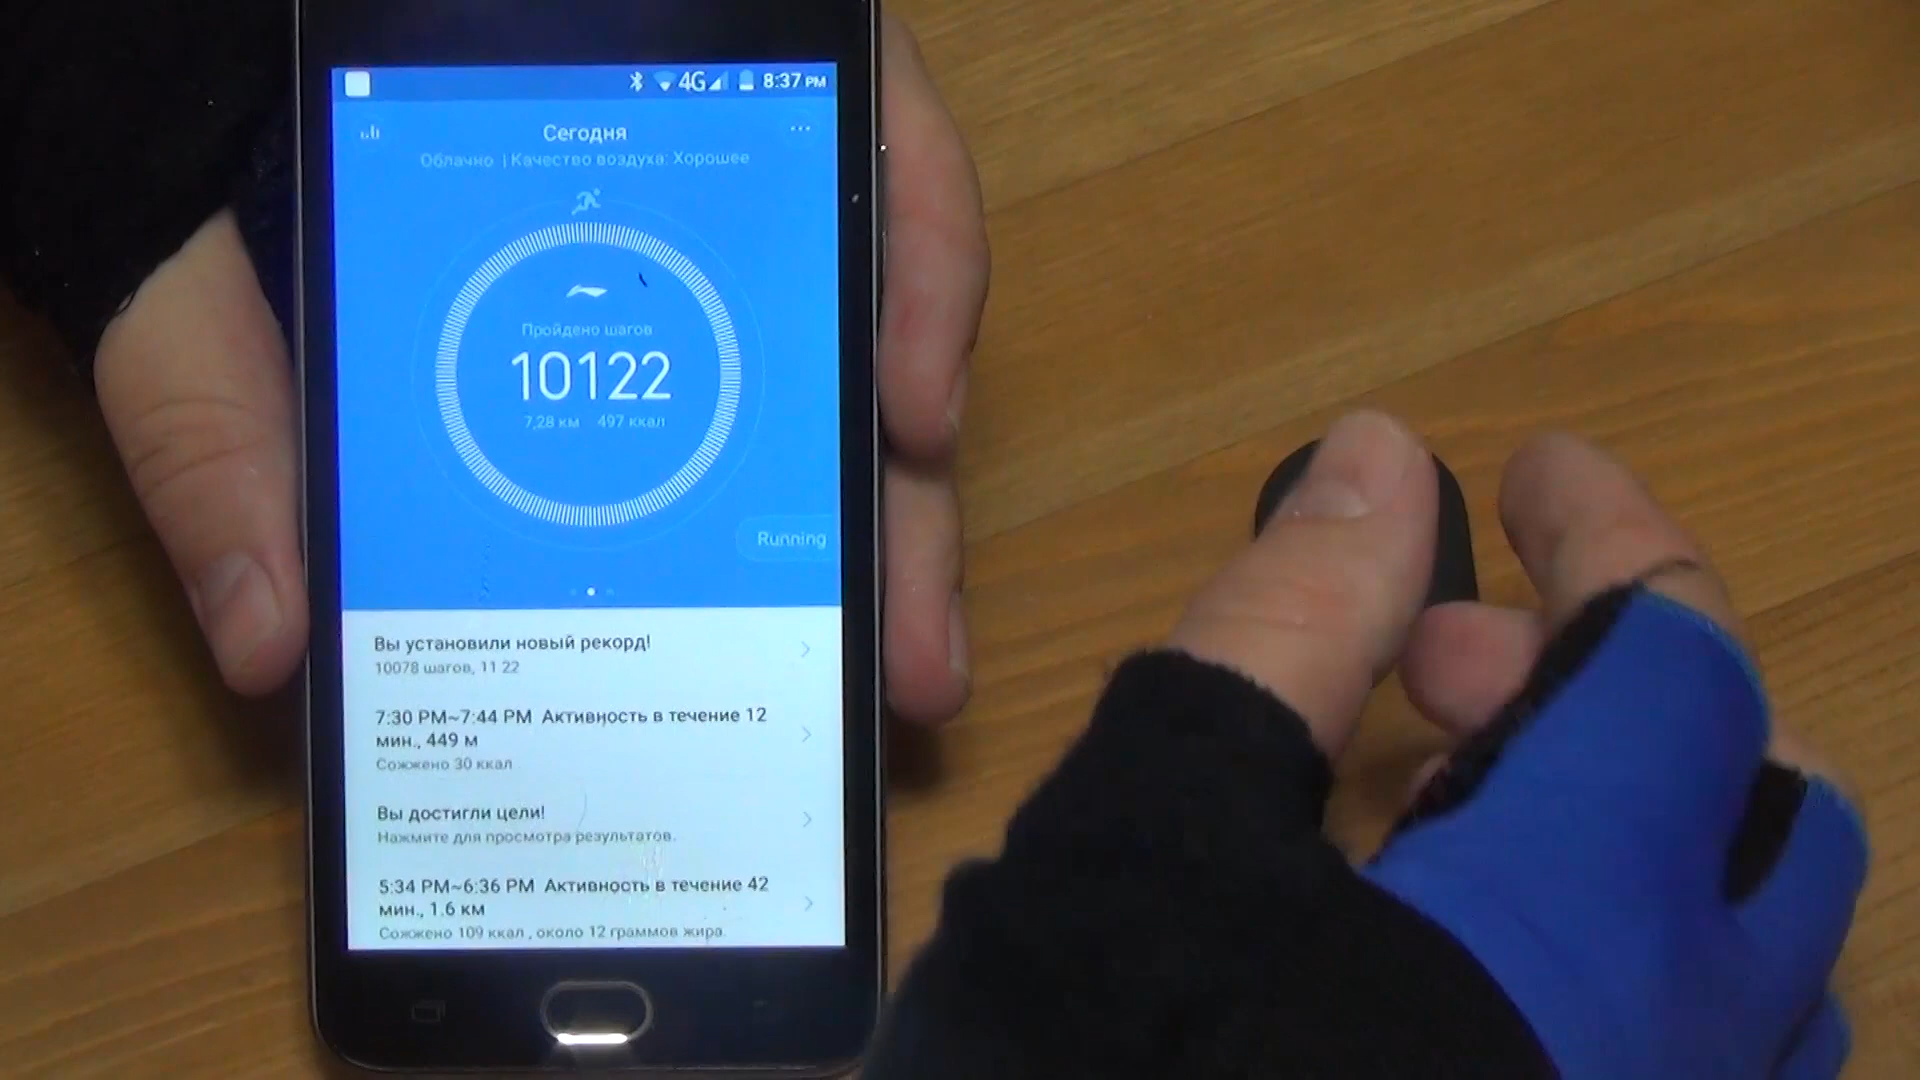 4G 8:37 PM
Сегодня
Облачно | Качество воздуха: Хорошее
Пройдено шагов
10122
7,28 км 497 ккал
Running
Вы установили новый рекорд!
10078 шагов, 11 22
7:30 PM~7:44 PM Активность в течение 12
мин., 449 м
Сожжено 30 ккал
Вы достигли цели!
Нажмите для просмотра результатов.
5:34 PM~6:36 PM Активность в течение 42
мин., 1.6 км
Сожжено 109 ккал , около 12 граммов жира.